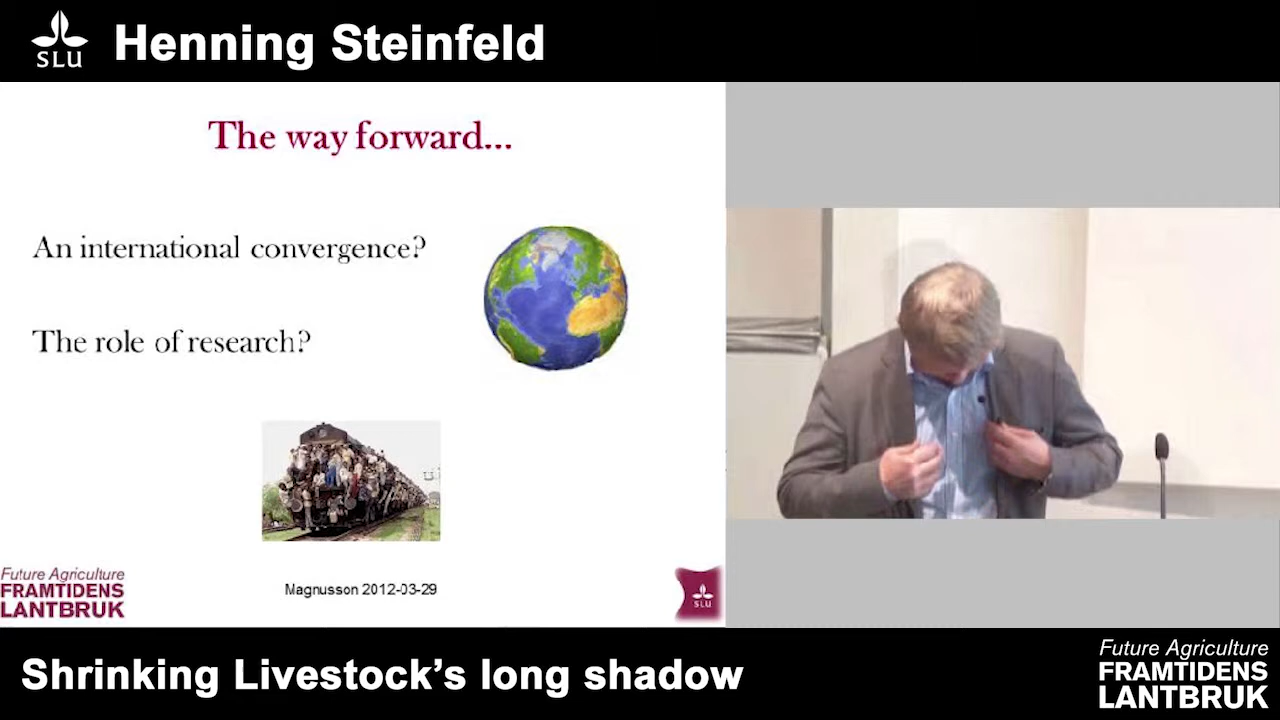 SLU
Henning Steinfeld
The way forward...
An international convergence?
The role of research?
Future Agriculture
FRAMTIDENS
LANTBRUK
Magnusson 2012-03-29
SLU
Shrinking Livestock's long shadow
Future Agriculture
FRAMTIDENS
LANTBRUK